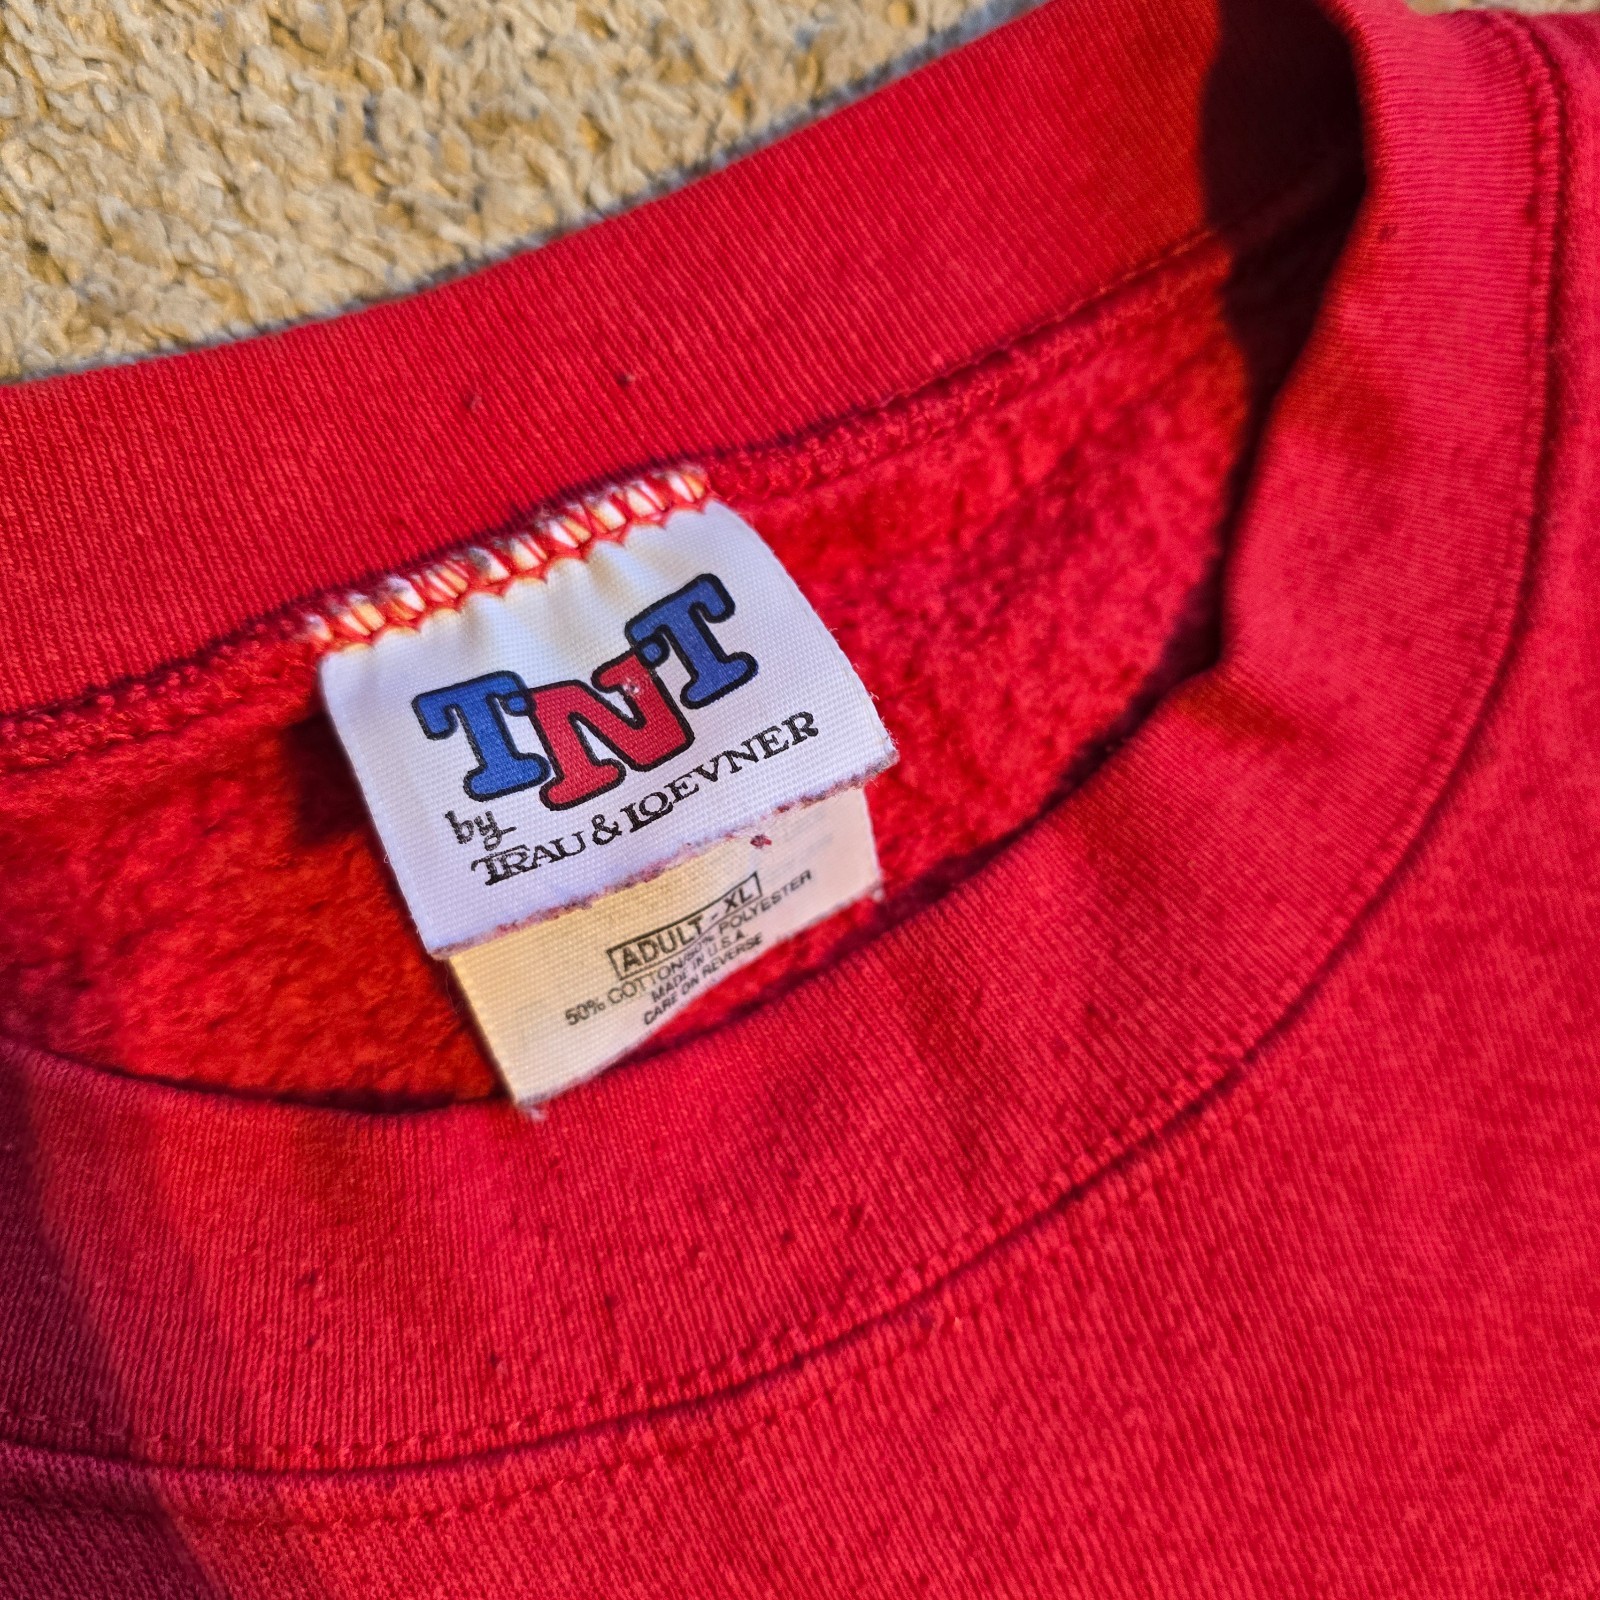 TNT
by
TRAU & LOEVNER
ADULT - XL
50% COTTON/50% POLYESTER
MADE IN U.S.A.
CARE ON REVERSE